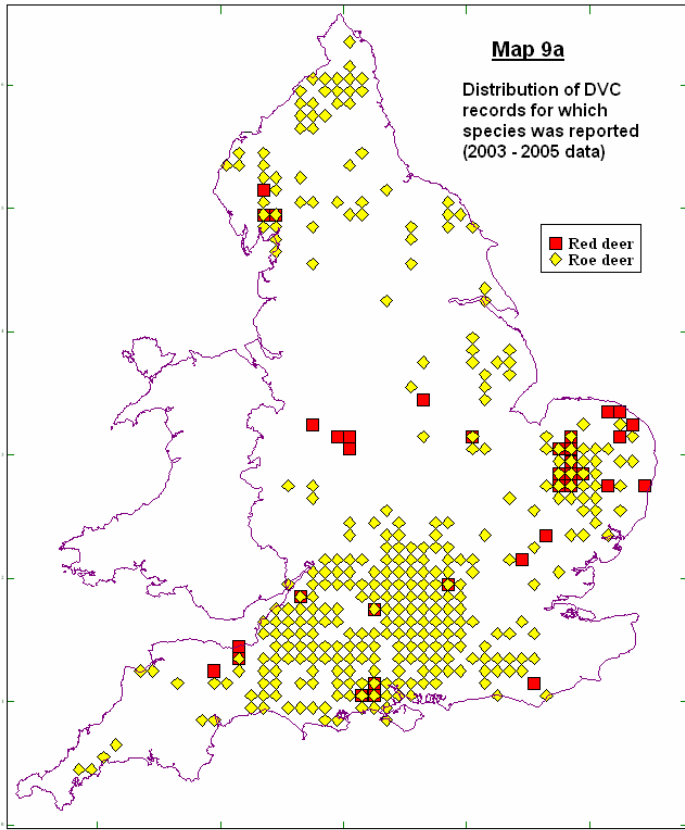 Map 9a
Distribution of DVC
records for which
species was reported
(2003 - 2005 data)
Red deer
Roe deer